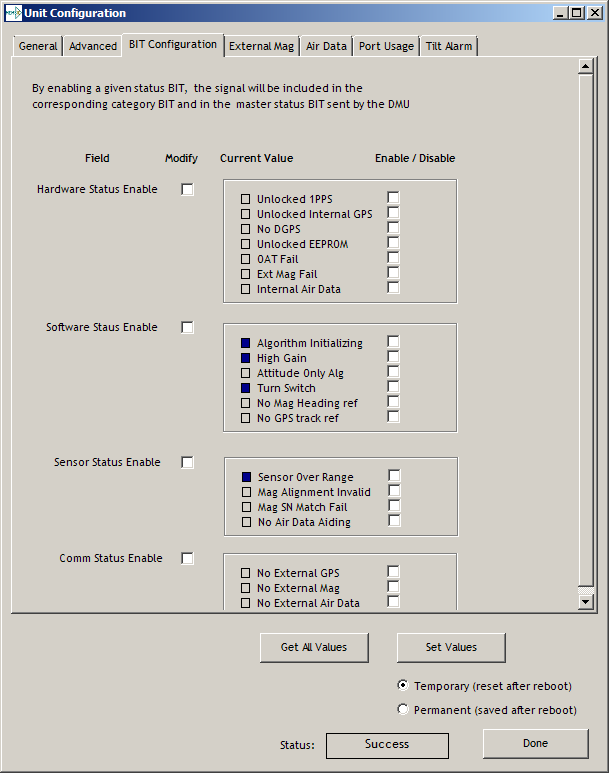 Unit Configuration
General Advanced BIT Configuration External Mag Air Data Port Usage Tilt Alarm
By enabling a given status BIT, the signal will be included in the
corresponding category BIT and in the master status BIT sent by the DMU
Field Modify Current Value Enable / Disable
Hardware Status Enable
Unlocked 1PPS
Unlocked Internal GPS
No DGPS
Unlocked EEPROM
OAT Fail
Ext Mag Fail
Internal Air Data
Software Staus Enable
Algorithm Initializing
High Gain
Attitude Only Alg
Turn Switch
No Mag Heading ref
No GPS track ref
Sensor Status Enable
Sensor Over Range
Mag Alignment Invalid
Mag SN Match Fail
No Air Data Aiding
Comm Status Enable
No External GPS
No External Mag
No External Air Data
Get All Values Set Values
Temporary (reset after reboot)
Permanent (saved after reboot)
Status: Success Done